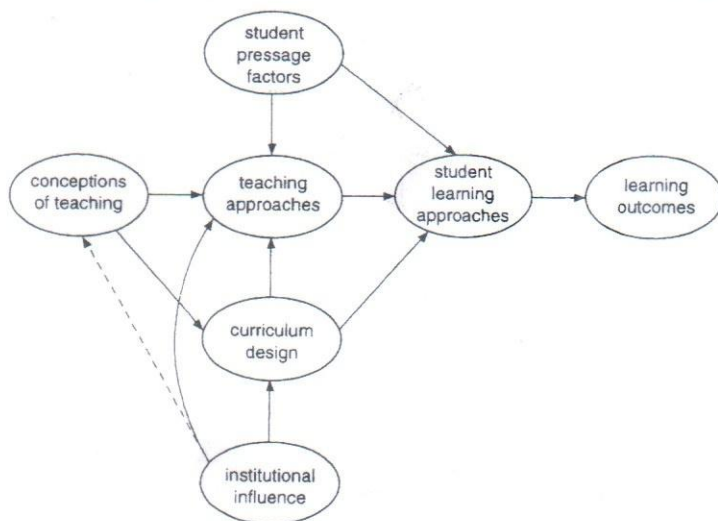 student
pressage
factors
conceptions
of teaching
teaching
approaches
student
learning
approaches
learning
outcomes
curriculum
design
institutional
influence